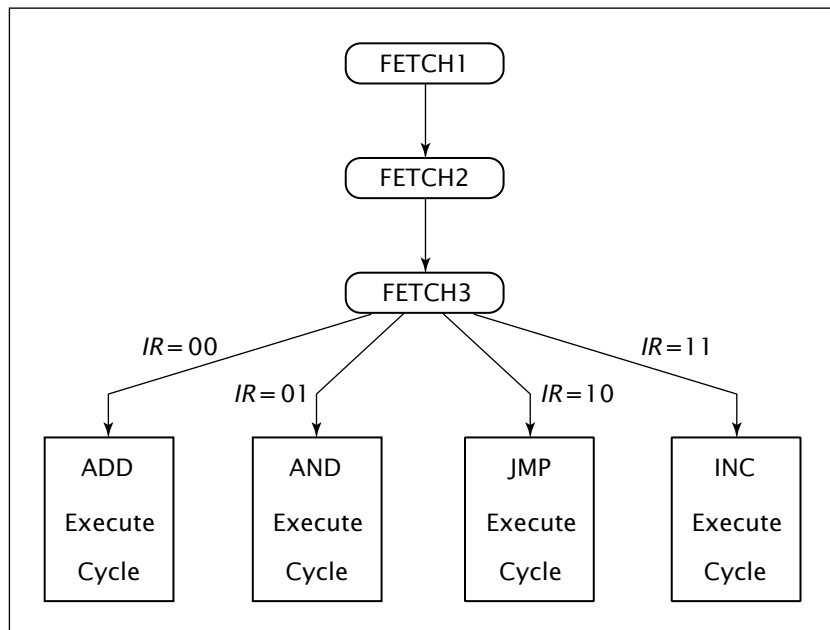 FETCH1
FETCH2
FETCH3
IR=00
IR=01
IR=10
IR=11
ADD
Execute
Cycle
AND
Execute
Cycle
JMP
Execute
Cycle
INC
Execute
Cycle